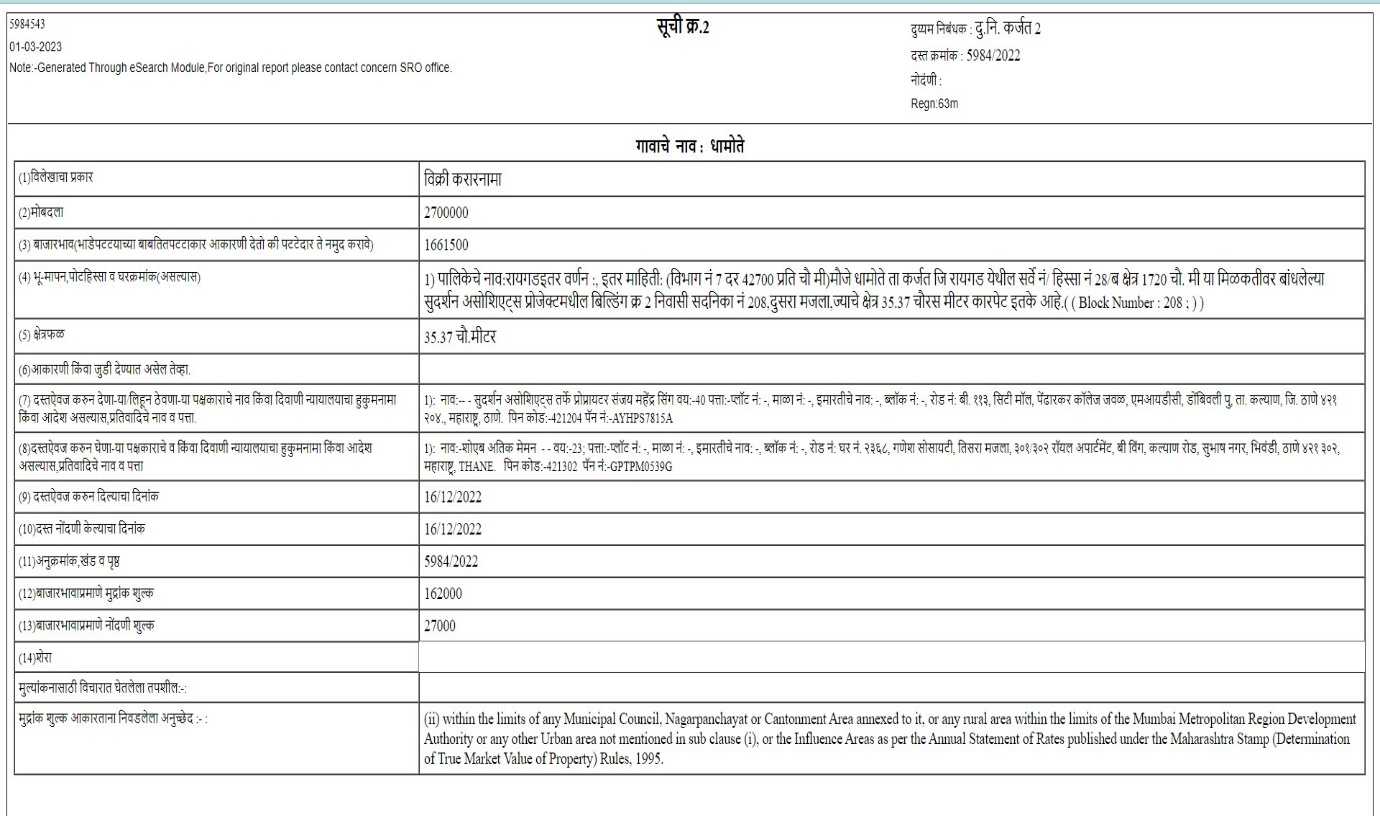 5984543
01-03-2023
Note:-Generated Through eSearch Module,For original report please contact concern SRO office.
सूची क्र.2
दुय्यम निबंधक : दु.नि. कर्जत 2
दस्त क्रमांक : 5984/2022
नोदंणी :
Regn:63m
गावाचे नाव : धामोते
(1)विलेखाचा प्रकार
विक्री करारनामा
(2)मोबदला
2700000
(3) बाजारभाव(भाडेपटटयाच्या बाबतितपटटाकार आकारणी देतो की पटटेदार ते नमुद करावे)
1661500
(4) भू-मापन,पोटहिस्सा व घरक्रमांक(असल्यास)
1) पालिकेचे नाव:रायगडइतर वर्णन :, इतर माहिती: (विभाग नं 7 दर 42700 प्रति चौ मी)मौजे धामोते ता कर्जत जि रायगड येथील सर्वे नं/ हिस्सा नं 28/ब क्षेत्र 1720 चौ. मी या मिळकतीवर बांधलेल्या
सुदर्शन असोशिएट्स प्रोजेक्टमधील बिल्डिंग क्र 2 निवासी सदनिका नं 208,दुसरा मजला,ज्याचे क्षेत्र 35.37 चौरस मीटर कारपेट इतके आहे.( ( Block Number : 208 ; ) )
(5) क्षेत्रफळ
35.37 चौ.मीटर
(6)आकारणी किंवा जुडी देण्यात असेल तेव्हा.
(7) दस्तऐवज करुन देणा-या/लिहून ठेवणा-या पक्षकाराचे नाव किंवा दिवाणी न्यायालयाचा हुकुमनामा
किंवा आदेश असल्यास,प्रतिवादिचे नाव व पत्ता.
1): नाव:-- - सुदर्शन असोशिएट्स तर्फे प्रोप्रायटर संजय महेंद्र सिंग वय:-40 पत्ता:-प्लॉट नं: -, माळा नं: -, इमारतीचे नाव: -, ब्लॉक नं: -, रोड नं: बी. ११३, सिटी मॉल, पेंढारकर कॉलेज जवळ, एमआयडीसी, डोंबिवली पु, ता. कल्याण, जि. ठाणे ४२१
२०४., महाराष्ट्र, ठाणे. पिन कोड:-421204 पॅन नं:-AYHPS7815A
(8)दस्तऐवज करुन घेणा-या पक्षकाराचे व किंवा दिवाणी न्यायालयाचा हुकुमनामा किंवा आदेश
असल्यास,प्रतिवादिचे नाव व पत्ता
1): नाव:-शोएब अतिक मेमन - - वय:-23; पत्ता:-प्लॉट नं: -, माळा नं: -, इमारतीचे नाव: -, ब्लॉक नं: -, रोड नं: घर नं. २३६८, गणेश सोसायटी, तिसरा मजला, ३०१/३०२ रॉयल अपार्टमेंट, बी विंग, कल्याण रोड, सुभाष नगर, भिवंडी, ठाणे ४२१ ३०२,
महाराष्ट्र, THANE. पिन कोड:-421302 पॅन नं:-GPTPM0539G
(9) दस्तऐवज करुन दिल्याचा दिनांक
16/12/2022
(10)दस्त नोंदणी केल्याचा दिनांक
16/12/2022
(11)अनुक्रमांक,खंड व पृष्ठ
5984/2022
(12)बाजारभावाप्रमाणे मुद्रांक शुल्क
162000
(13)बाजारभावाप्रमाणे नोंदणी शुल्क
27000
(14)शेरा
मुल्यांकनासाठी विचारात घेतलेला तपशील:-:
मुद्रांक शुल्क आकारताना निवडलेला अनुच्छेद :- :
(ii) within the limits of any Municipal Council, Nagarpanchayat or Cantonment Area annexed to it, or any rural area within the limits of the Mumbai Metropolitan Region Development
Authority or any other Urban area not mentioned in sub clause (i), or the Influence Areas as per the Annual Statement of Rates published under the Maharashtra Stamp (Determination
of True Market Value of Property) Rules, 1995.